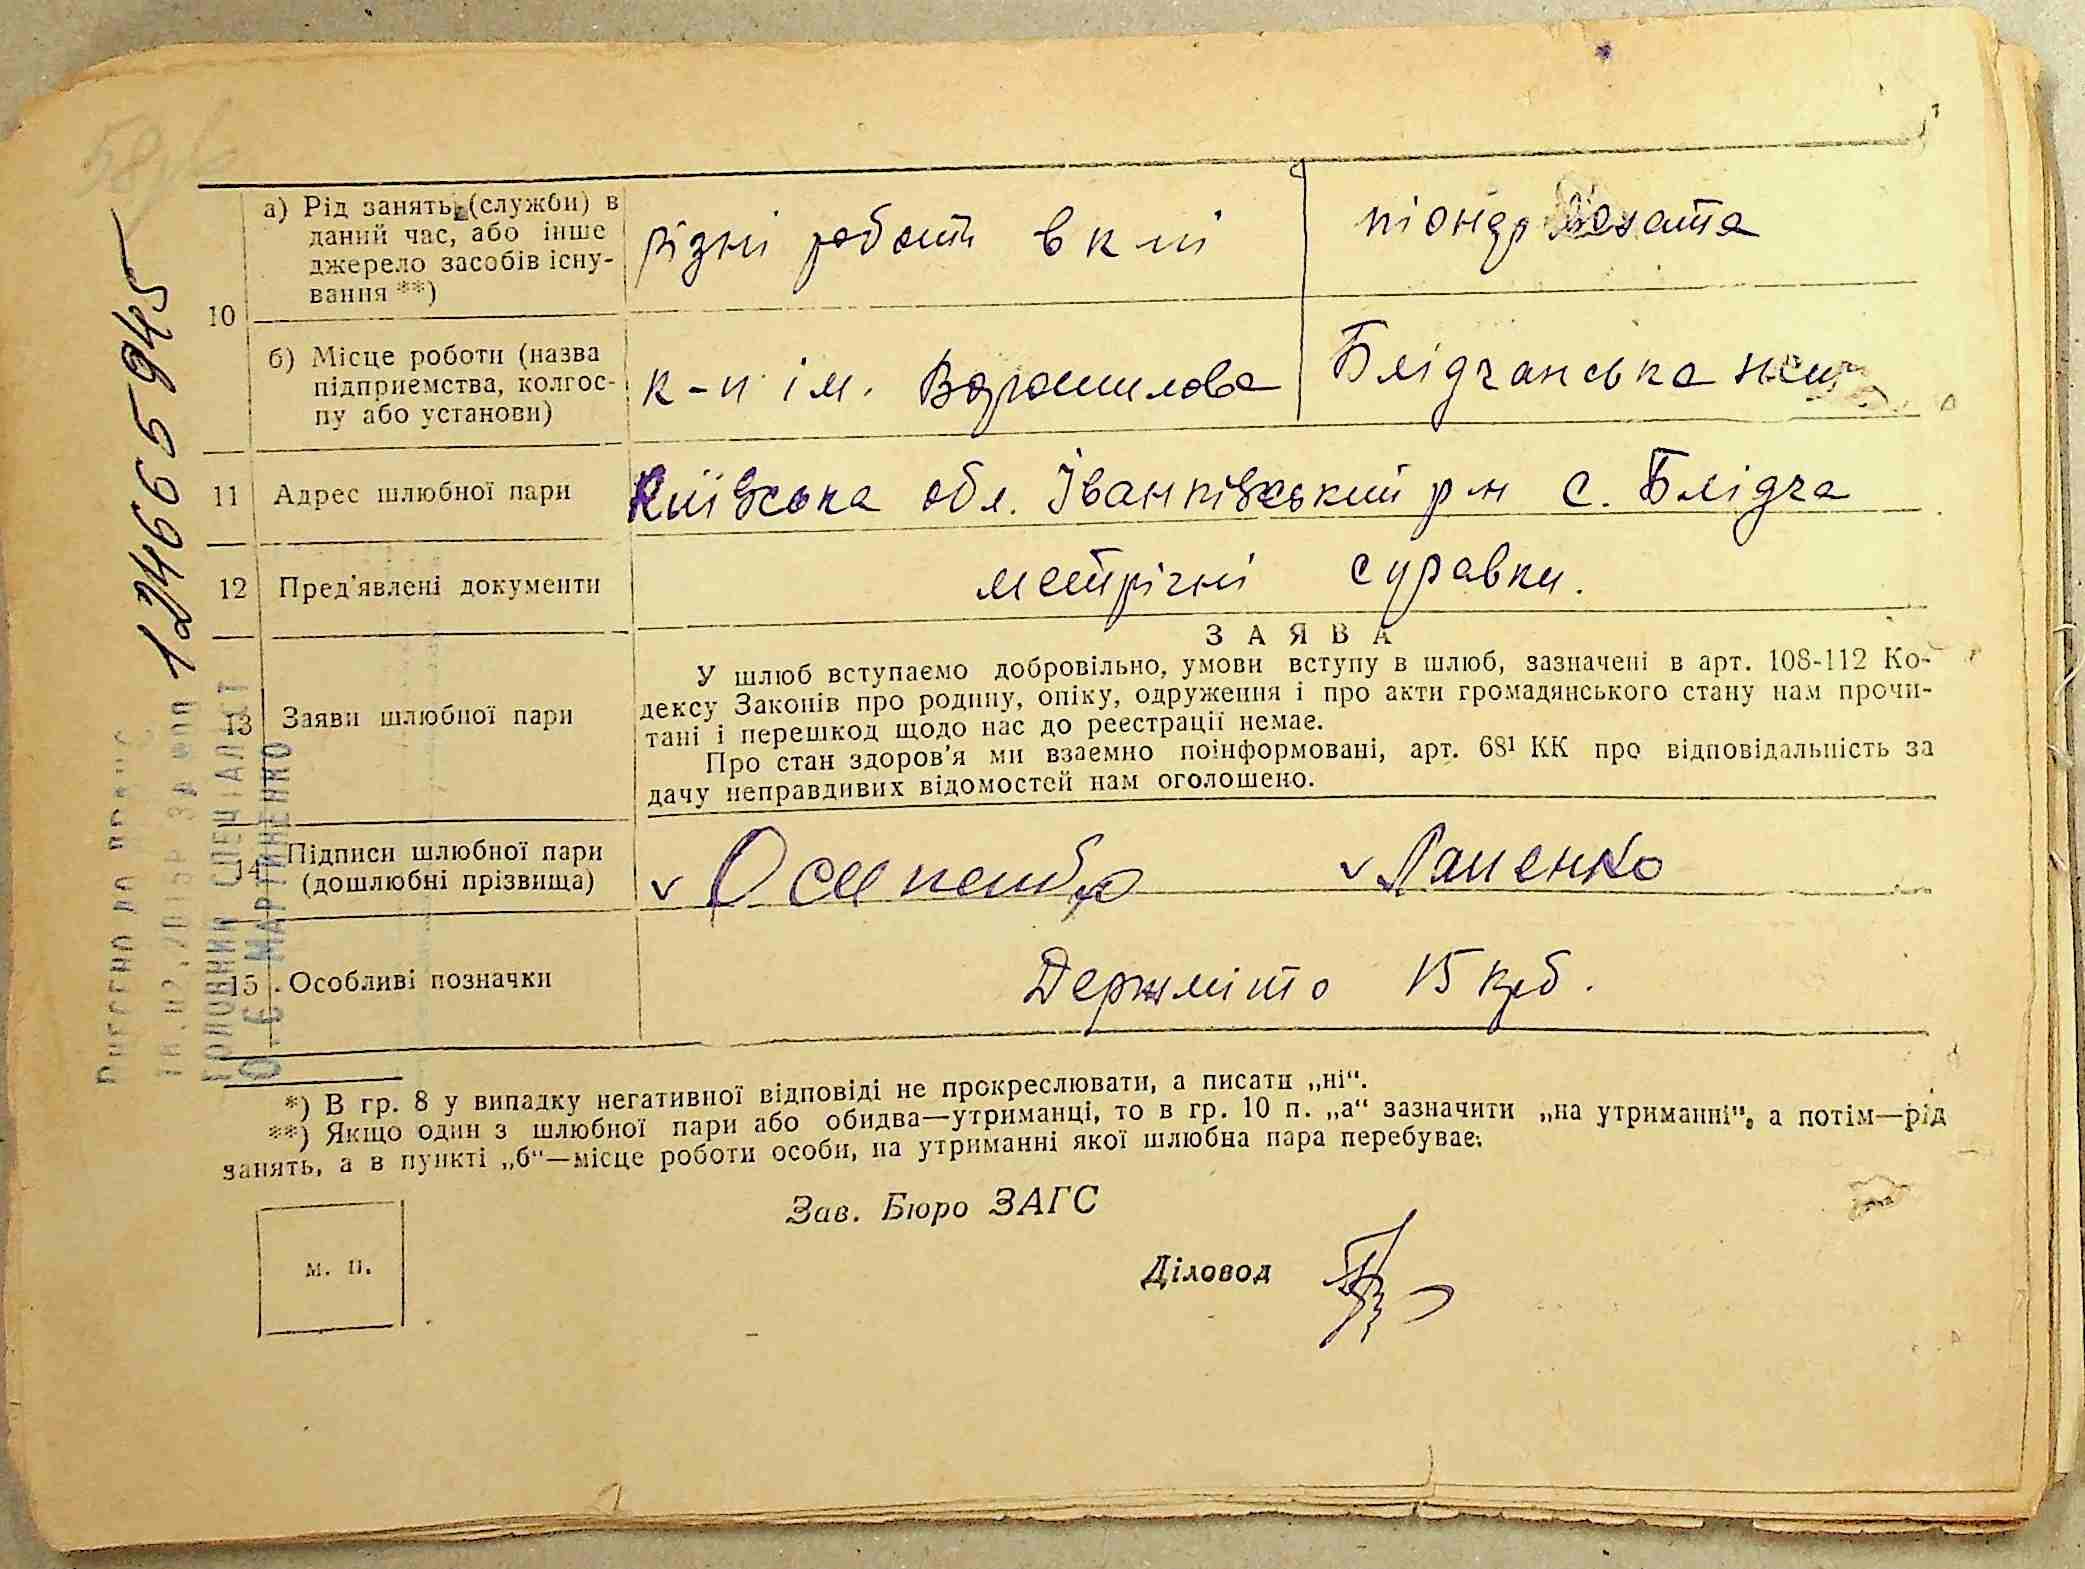 а) Рід занять (служби) в
даний час, або інше
джерело засобів існу-
вання **)
різні роботи в к-пі
піонер вожата
10
б) Місце роботи (назва
підприємства, колгос-
пу або установи)
к-п ім. Ворошилова
Блідчанська
11 Адрес шлюбної пари
Київська обл. Іванківський р-н с. Блідча
12 Пред'явлені документи
метрічні справки.
13 Заяви шлюбної пари
ЗАЯВА
У шлюб вступаємо добровільно, умови вступу в шлюб, зазначені в арт. 108-112 Ко-
дексу Законів про родину, опіку, одруження і про акти громадянського стану нам прочи-
тані і перешкод щодо нас до реєстрації немає.
Про стан здоров'я ми взаємно поінформовані, арт. 68¹ КК про відповідальність за
дачу неправдивих відомостей нам оголошено.
14 Підписи шлюбної пари
(дошлюбні прізвища)
v v Лапенко
15 Особливі позначки
Держмито 15 крб.
*) В гр. 8 у випадку негативної відповіді не прокреслювати, а писати „ні“.
**) Якщо один з шлюбної пари або обидва—утриманці, то в гр. 10 п. „а“ зазначити „на утриманні“, а потім—рід
занять, а в пункті „б“—місце роботи особи, на утриманні якої шлюбна пара перебуває.
Зав. Бюро ЗАГС
м. п.
Діловод
124665945
ГОЛОВНИЙ СПЕЦІАЛІСТ
О.Є МАРТИНЕНКО